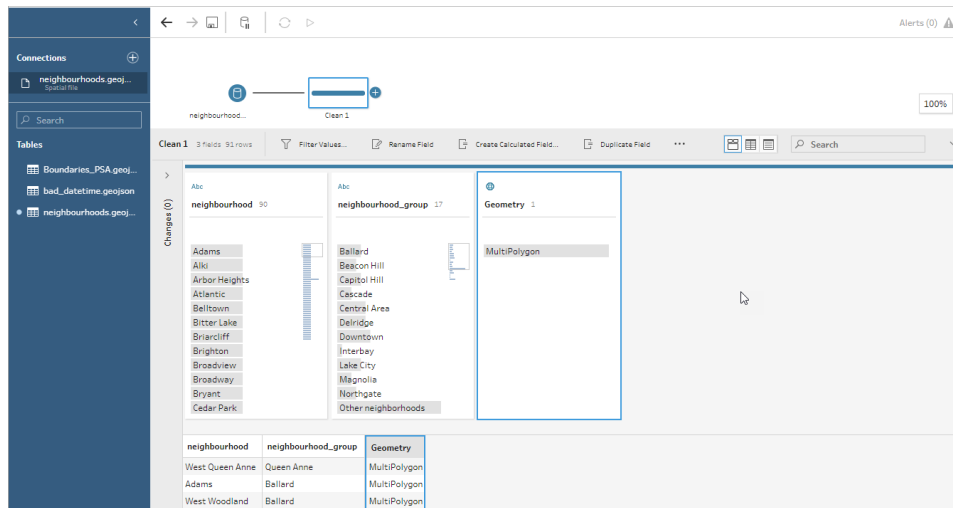 Alerts (0)
Connections
neighbourhoods.geoj...
Spatial file
Search
Tables
Boundaries_PSA.geoj...
bad_datetime.geojson
neighbourhoods.geoj...
neighbourhood...
Clean 1
100%
Clean 1 3 fields 91 rows Filter Values... Rename Field Create Calculated Field... Duplicate Field ... Search
Changes (0)
Abc
neighbourhood 90
Adams
Alki
Arbor Heights
Atlantic
Belltown
Bitter Lake
Briarcliff
Brighton
Broadview
Broadway
Bryant
Cedar Park
Abc
neighbourhood_group 17
Ballard
Beacon Hill
Capitol Hill
Cascade
Central Area
Delridge
Downtown
Interbay
Lake City
Magnolia
Northgate
Other neighborhoods
Geometry 1
MultiPolygon
neighbourhood neighbourhood_group Geometry
West Queen Anne Queen Anne MultiPolygon
Adams Ballard MultiPolygon
West Woodland Ballard MultiPolygon